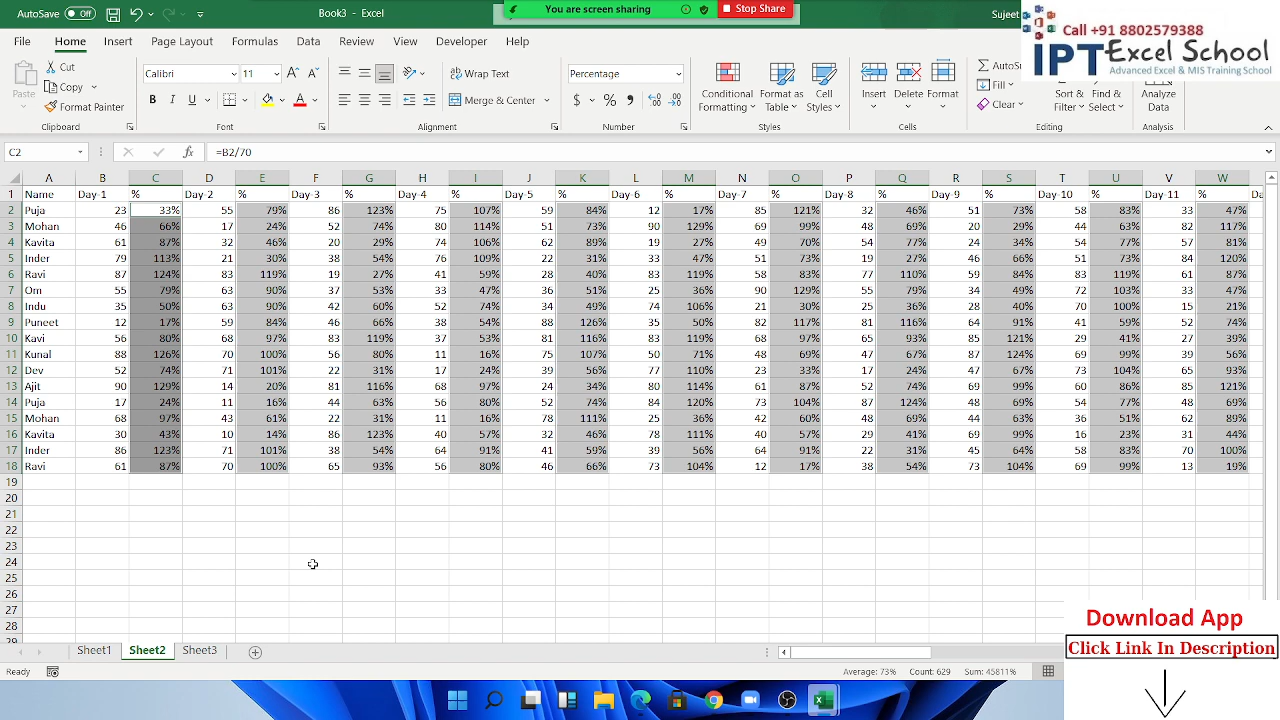 AutoSave Off Book3 - Excel You are screen sharing Stop Share Sujeet
Call +91 8802579388
IPT Excel School
Advanced Excel & MIS Training School
File Home Insert Page Layout Formulas Data Review View Developer Help
Paste Cut Copy Format Painter Clipboard
Calibri 11 B I U A Font
Wrap Text Merge & Center Alignment
Percentage $ % , Number
Conditional Formatting Format as Table Cell Styles Styles
Insert Delete Format Cells
Fill Clear Sort & Filter Find & Select Editing
Analyze Data Analysis
C2 fx =B2/70
A B C D E F G H I J K L M N O P Q R S T U V W
1 Name Day-1 % Day-2 % Day-3 % Day-4 % Day-5 % Day-6 % Day-7 % Day-8 % Day-9 % Day-10 % Day-11 %
2 Puja 23 33% 55 79% 86 123% 75 107% 59 84% 12 17% 85 121% 32 46% 51 73% 58 83% 33 47%
3 Mohan 46 66% 17 24% 52 74% 80 114% 51 73% 90 129% 69 99% 48 69% 20 29% 44 63% 82 117%
4 Kavita 61 87% 32 46% 20 29% 74 106% 62 89% 19 27% 49 70% 54 77% 24 34% 54 77% 57 81%
5 Inder 79 113% 21 30% 38 54% 76 109% 22 31% 33 47% 51 73% 19 27% 46 66% 51 73% 84 120%
6 Ravi 87 124% 83 119% 19 27% 41 59% 28 40% 83 119% 58 83% 77 110% 59 84% 83 119% 61 87%
7 Om 55 79% 63 90% 37 53% 33 47% 36 51% 25 36% 90 129% 55 79% 34 49% 72 103% 33 47%
8 Indu 35 50% 63 90% 42 60% 52 74% 34 49% 74 106% 21 30% 25 36% 28 40% 70 100% 15 21%
9 Puneet 12 17% 59 84% 46 66% 38 54% 88 126% 35 50% 82 117% 81 116% 64 91% 41 59% 52 74%
10 Kavi 56 80% 68 97% 83 119% 37 53% 81 116% 83 119% 68 97% 65 93% 85 121% 29 41% 27 39%
11 Kunal 88 126% 70 100% 56 80% 11 16% 75 107% 50 71% 48 69% 47 67% 87 124% 69 99% 39 56%
12 Dev 52 74% 71 101% 22 31% 17 24% 39 56% 77 110% 23 33% 17 24% 47 67% 73 104% 65 93%
13 Ajit 90 129% 14 20% 81 116% 68 97% 24 34% 80 114% 61 87% 52 74% 69 99% 60 86% 85 121%
14 Puja 17 24% 11 16% 44 63% 56 80% 52 74% 84 120% 73 104% 87 124% 48 69% 54 77% 48 69%
15 Mohan 68 97% 43 61% 22 31% 11 16% 78 111% 25 36% 42 60% 48 69% 44 63% 36 51% 62 89%
16 Kavita 30 43% 10 14% 86 123% 40 57% 32 46% 78 111% 40 57% 29 41% 69 99% 16 23% 31 44%
17 Inder 86 123% 71 101% 38 54% 64 91% 41 59% 39 56% 64 91% 22 31% 45 64% 58 83% 70 100%
18 Ravi 61 87% 70 100% 65 93% 56 80% 46 66% 73 104% 12 17% 38 54% 73 104% 69 99% 13 19%
19
20
21
22
23
24
25
26
27
28
Sheet1 Sheet2 Sheet3
Ready Average: 73% Count: 629 Sum: 45811%
Download App
Click Link In Description